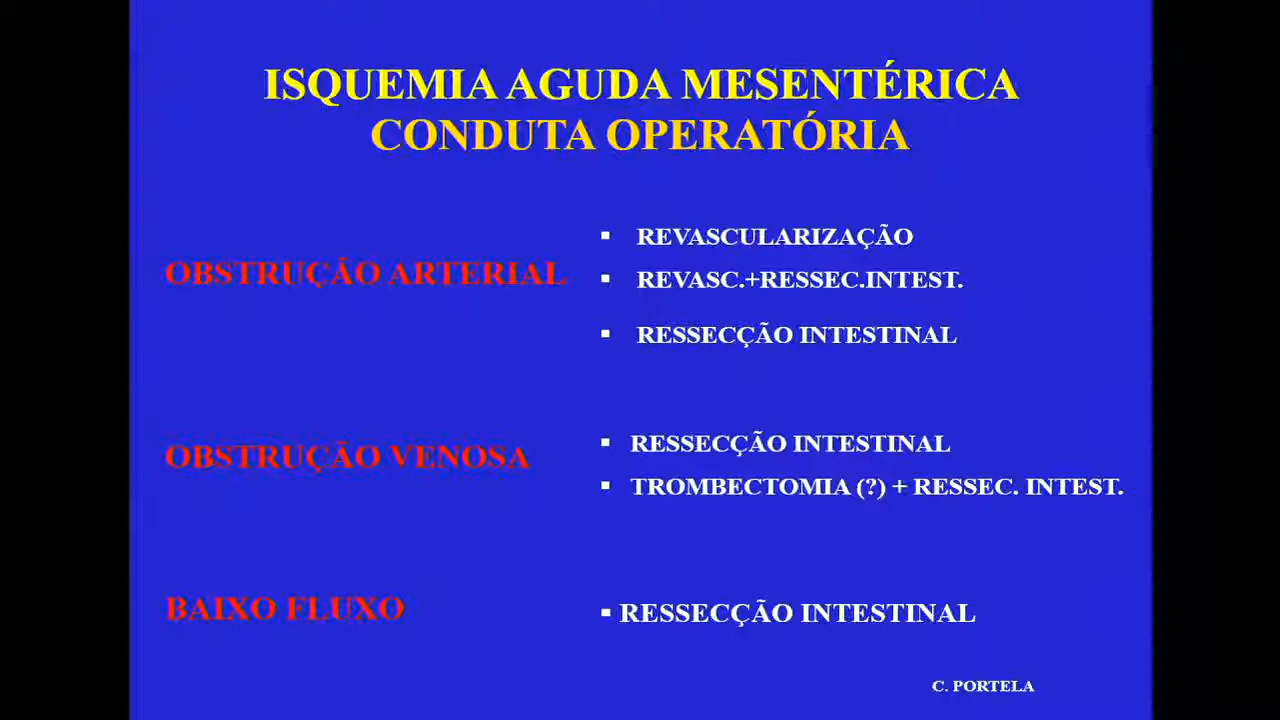 ISQUEMIA AGUDA MESENTÉRICA
CONDUTA OPERATÓRIA
OBSTRUÇÃO ARTERIAL
▪ REVASCULARIZAÇÃO
▪ REVASC.+RESSEC.INTEST.
▪ RESSECÇÃO INTESTINAL
OBSTRUÇÃO VENOSA
▪ RESSECÇÃO INTESTINAL
▪ TROMBECTOMIA (?) + RESSEC. INTEST.
BAIXO FLUXO
▪ RESSECÇÃO INTESTINAL
C. PORTELA